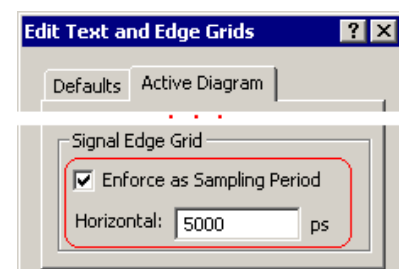 Edit Text and Edge Grids ? ×
Defaults Active Diagram
. . .
Signal Edge Grid
Enforce as Sampling Period
Horizontal: 5000 ps